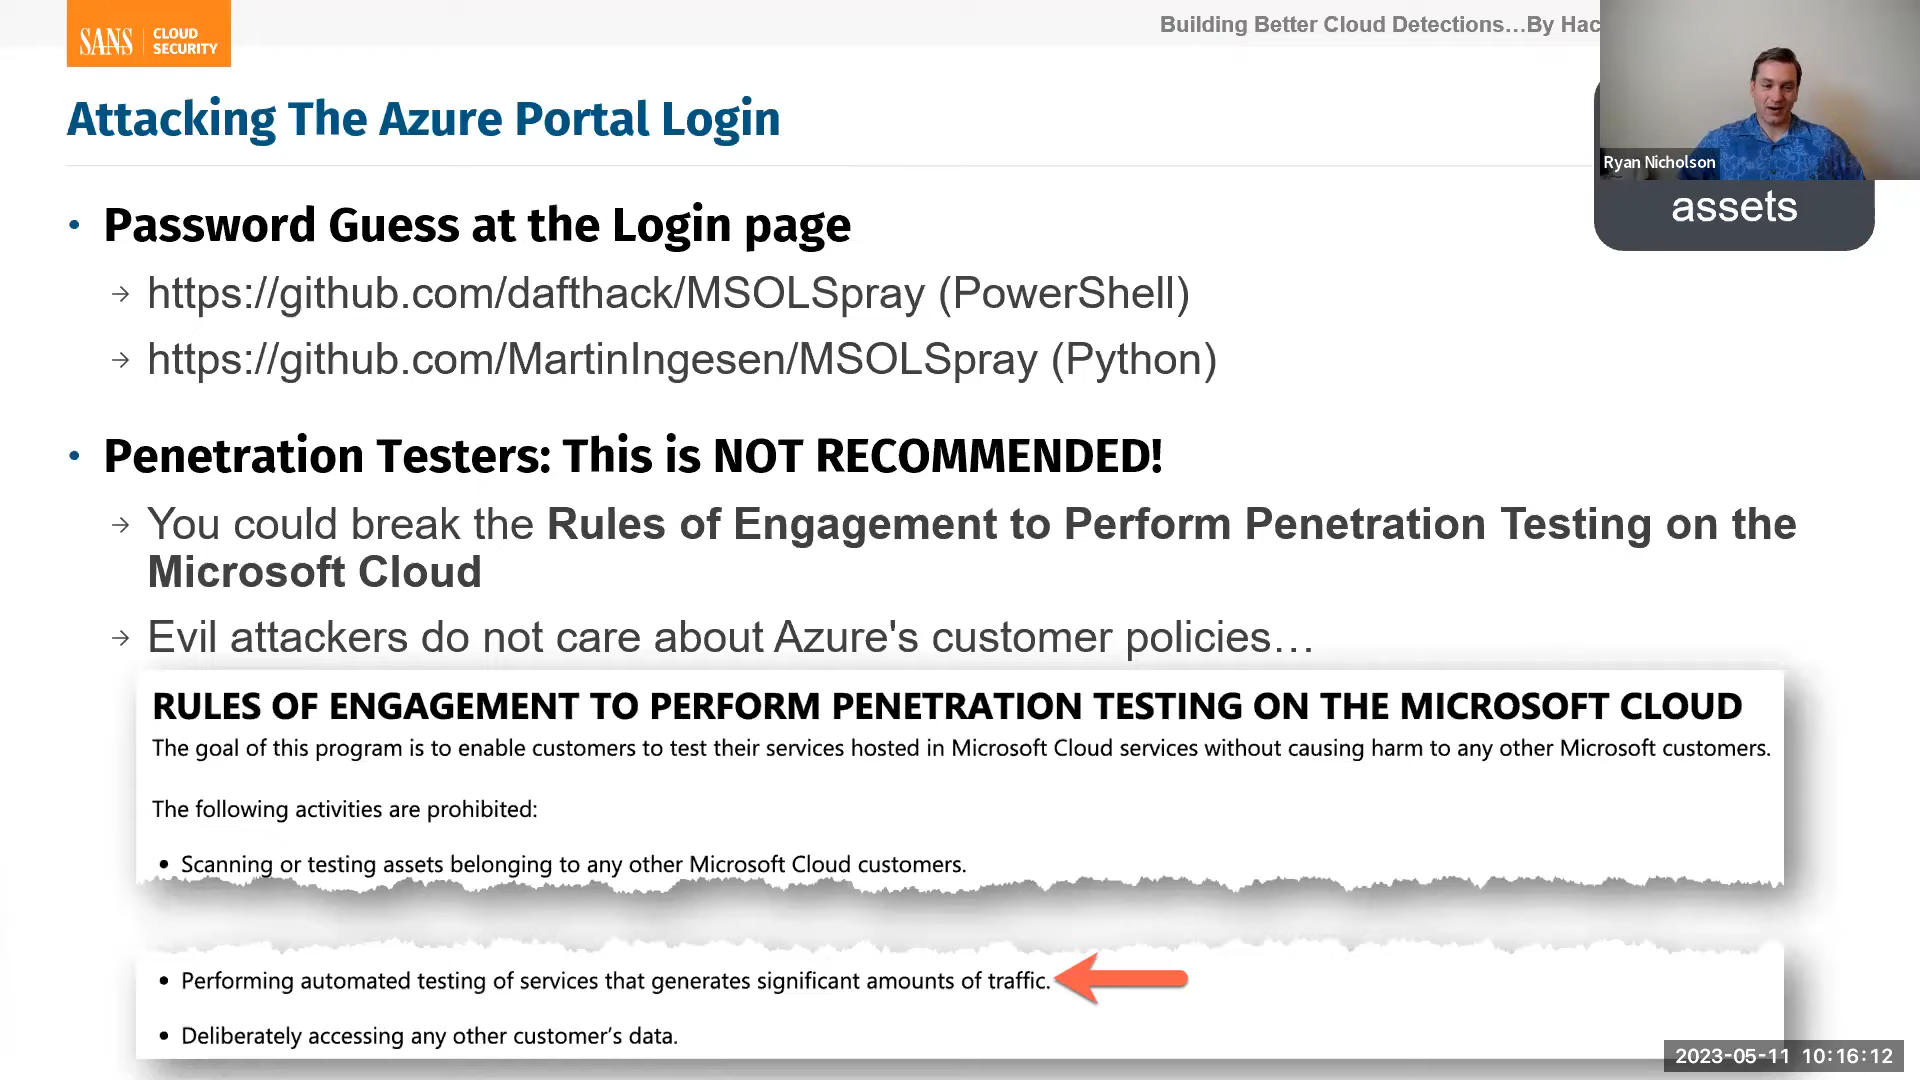 SANS
CLOUD
SECURITY
Building Better Cloud Detections…By Hac
Attacking The Azure Portal Login
Ryan Nicholson
assets
• Password Guess at the Login page
→ https://github.com/dafthack/MSOLSpray (PowerShell)
→ https://github.com/MartinIngesen/MSOLSpray (Python)
• Penetration Testers: This is NOT RECOMMENDED!
→ You could break the Rules of Engagement to Perform Penetration Testing on the
Microsoft Cloud
→ Evil attackers do not care about Azure's customer policies…
RULES OF ENGAGEMENT TO PERFORM PENETRATION TESTING ON THE MICROSOFT CLOUD
The goal of this program is to enable customers to test their services hosted in Microsoft Cloud services without causing harm to any other Microsoft customers.
The following activities are prohibited:
• Scanning or testing assets belonging to any other Microsoft Cloud customers.
• Performing automated testing of services that generates significant amounts of traffic.
• Deliberately accessing any other customer’s data.
2023-05-11 10:16:12